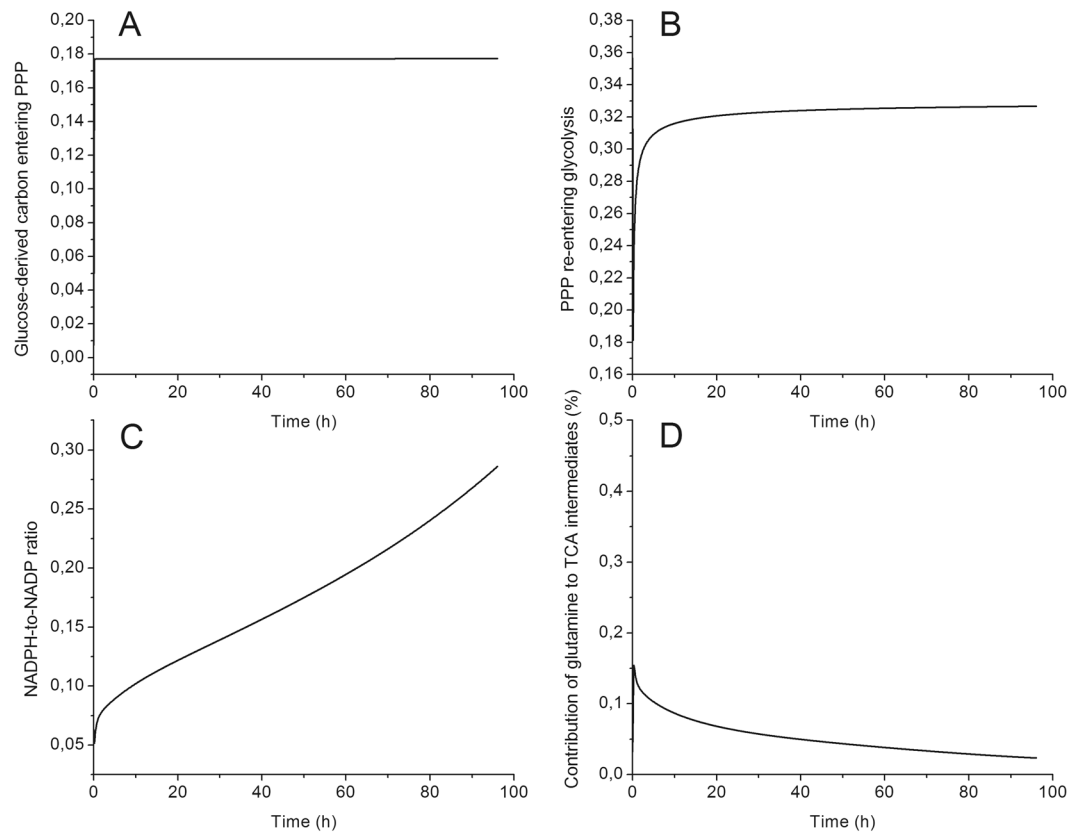 A
Glucose-derived carbon entering PPP
0,20
0,18
0,16
0,14
0,12
0,10
0,08
0,06
0,04
0,02
0,00
0 20 40 60 80 100
Time (h)
B
PPP re-entering glycolysis
0,38
0,36
0,34
0,32
0,30
0,28
0,26
0,24
0,22
0,20
0,18
0,16
0 20 40 60 80 100
Time (h)
C
NADPH-to-NADP ratio
0,30
0,25
0,20
0,15
0,10
0,05
0 20 40 60 80 100
Time (h)
D
Contribution of glutamine to TCA intermediates (%)
0,5
0,4
0,3
0,2
0,1
0,0
0 20 40 60 80 100
Time (h)